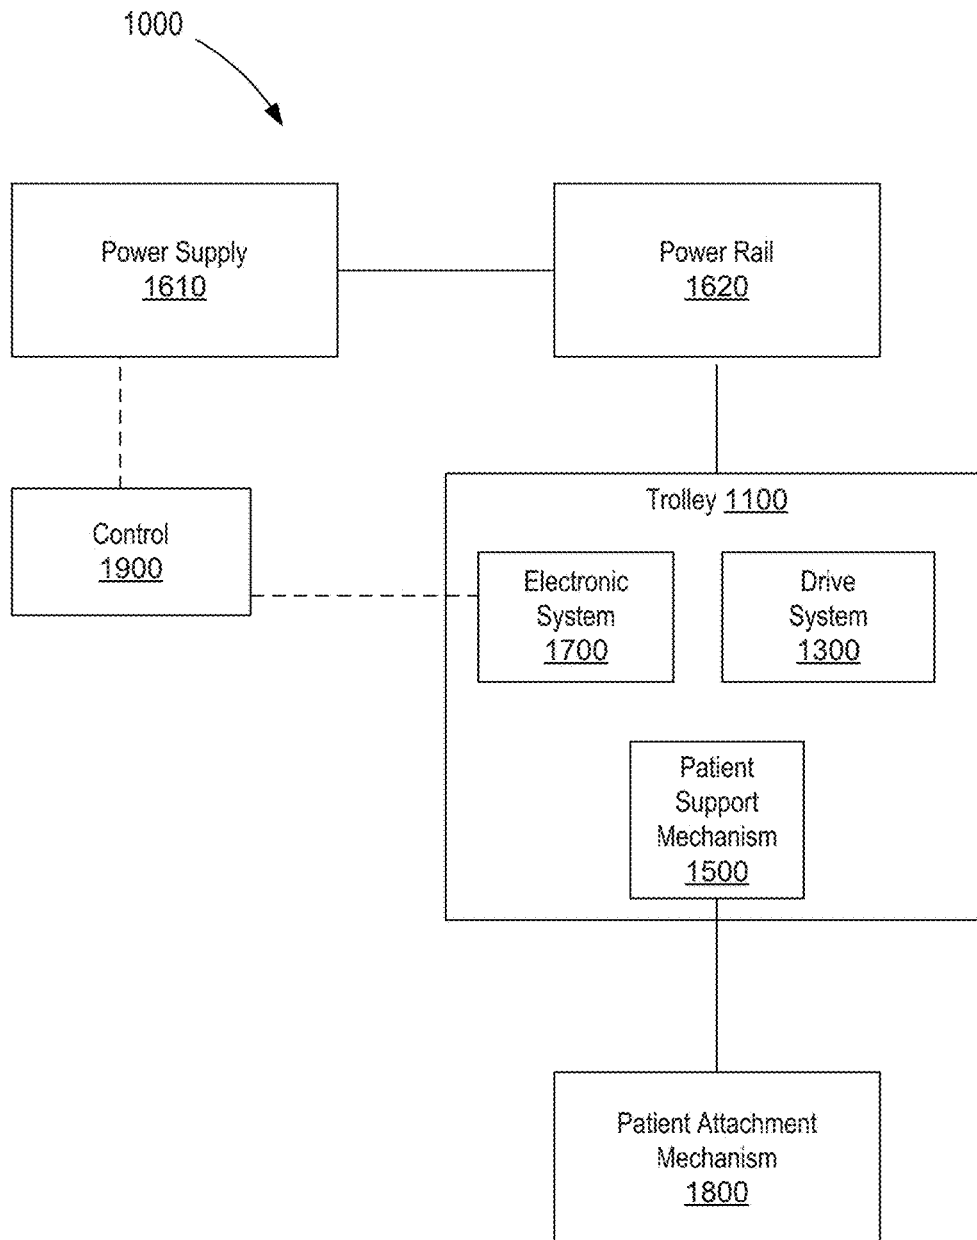 1000
Power Supply
1610
Power Rail
1620
Control
1900
Trolley 1100
Electronic
System
1700
Drive
System
1300
Patient
Support
Mechanism
1500
Patient Attachment
Mechanism
1800